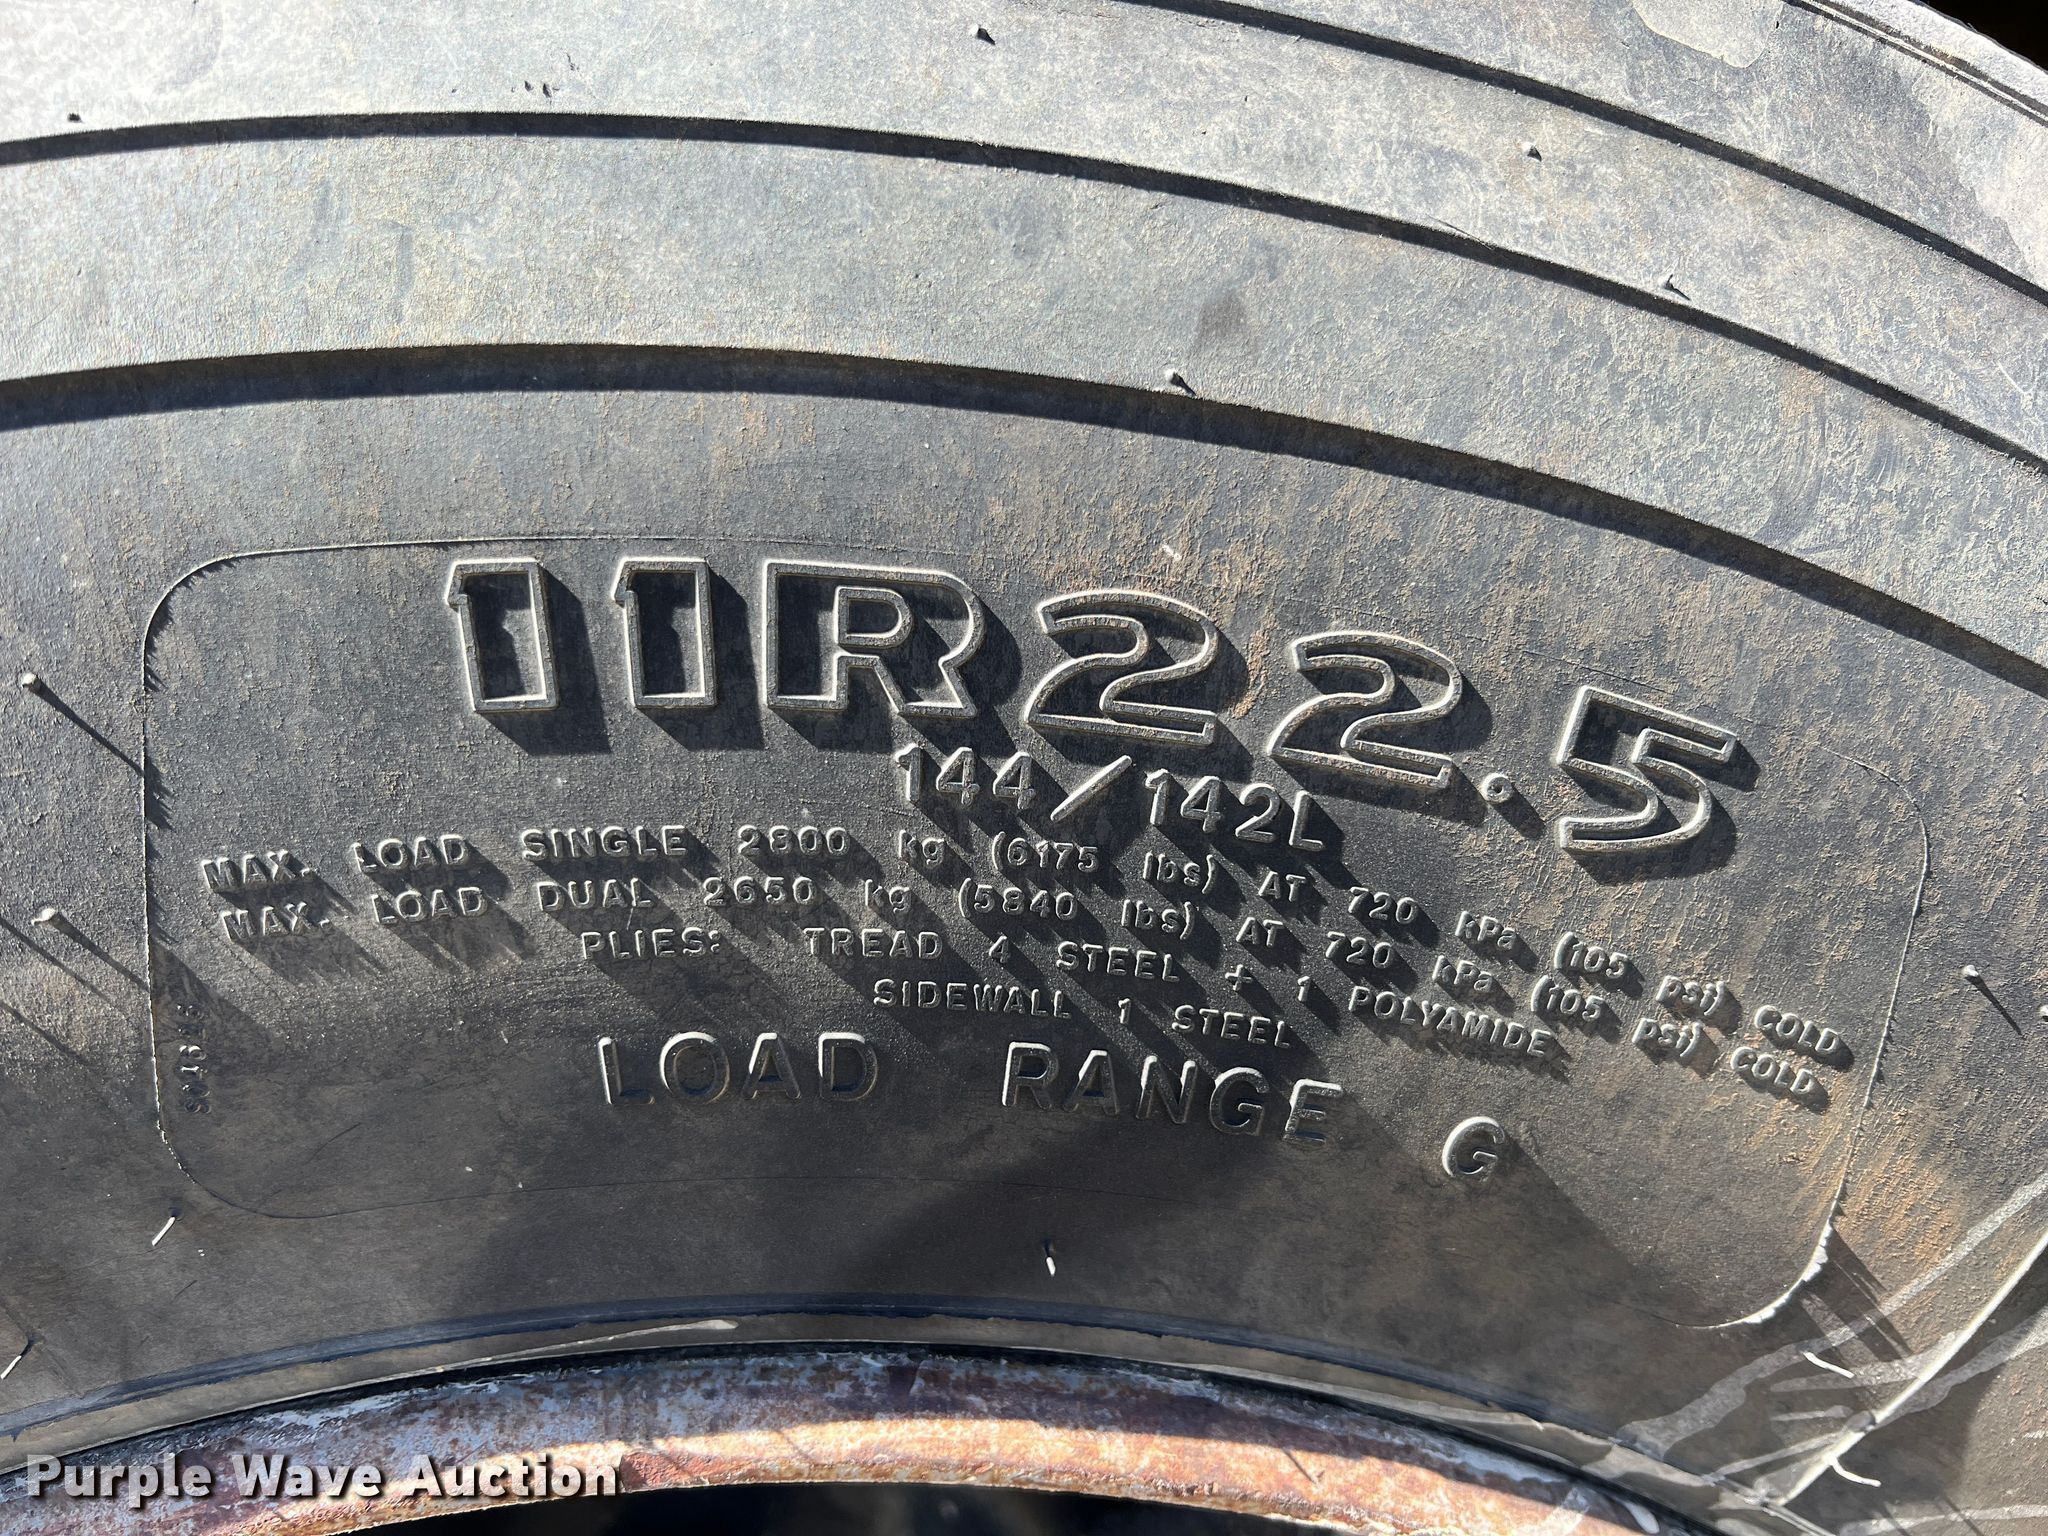 11R22.5
144/142L
MAX. LOAD SINGLE 2800 kg (6175 lbs) AT 720 kPa (105 psi) COLD
MAX. LOAD DUAL 2650 kg (5840 lbs) AT 720 kPa (105 psi) COLD
PLIES: TREAD 4 STEEL + 1 POLYAMIDE
SIDEWALL 1 STEEL
LOAD RANGE G
Purple Wave Auction